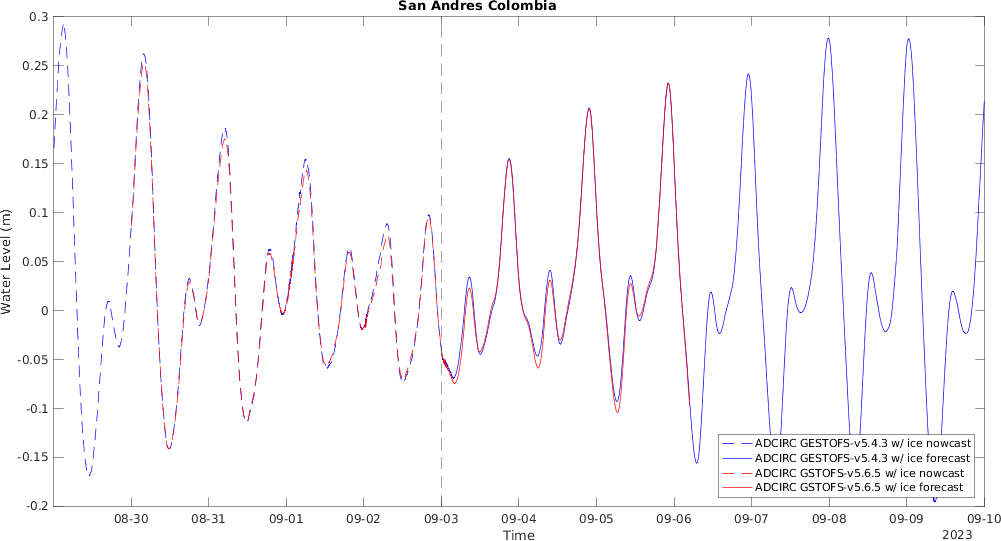 San Andres Colombia
0.3
0.25
0.2
0.15
0.1
0.05
0
-0.05
-0.1
-0.15
-0.2
Water Level (m)
ADCIRC GESTOFS-v5.4.3 w/ ice nowcast
ADCIRC GESTOFS-v5.4.3 w/ ice forecast
ADCIRC GSTOFS-v5.6.5 w/ ice nowcast
ADCIRC GSTOFS-v5.6.5 w/ ice forecast
08-30 08-31 09-01 09-02 09-03 09-04 09-05 09-06 09-07 09-08 09-09 09-10
Time
2023